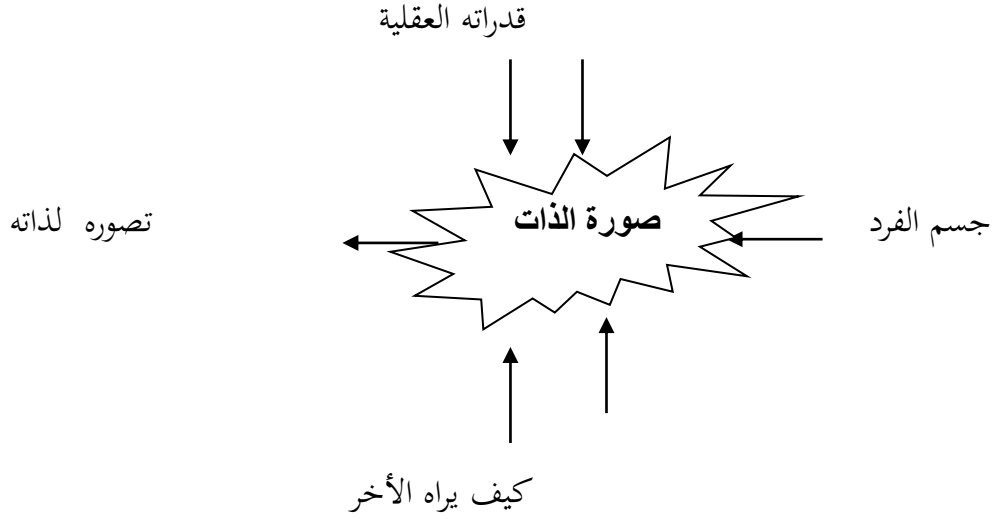 قدراته العقلية
جسم الفرد
صورة الذات
تصوره لذاته
كيف يراه الأخر